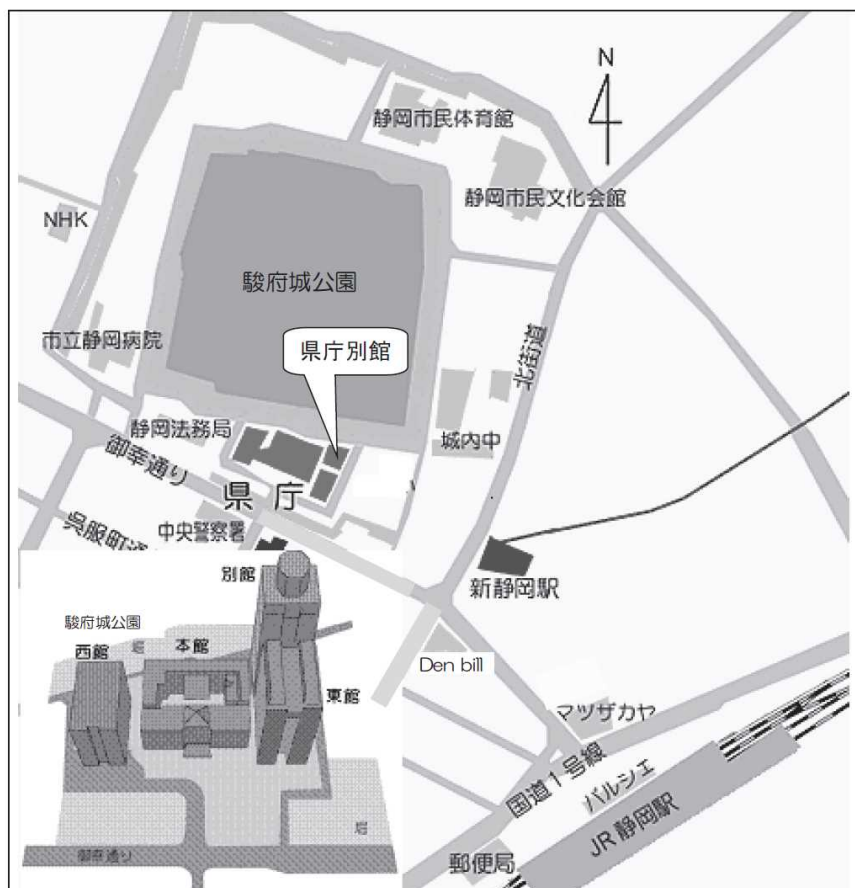 N
静岡市民体育館
静岡市民文化会館
NHK
駿府城公園
市立静岡病院
県庁別館
北街道
静岡法務局
城内中
御幸通り
県庁
中央警察署
呉服町通
新静岡駅
別館
駿府城公園
堀
本館
西館
東館
Den bill
マツザカヤ
国道1号線
パルシェ
JR静岡駅
堀
御幸通り
郵便局